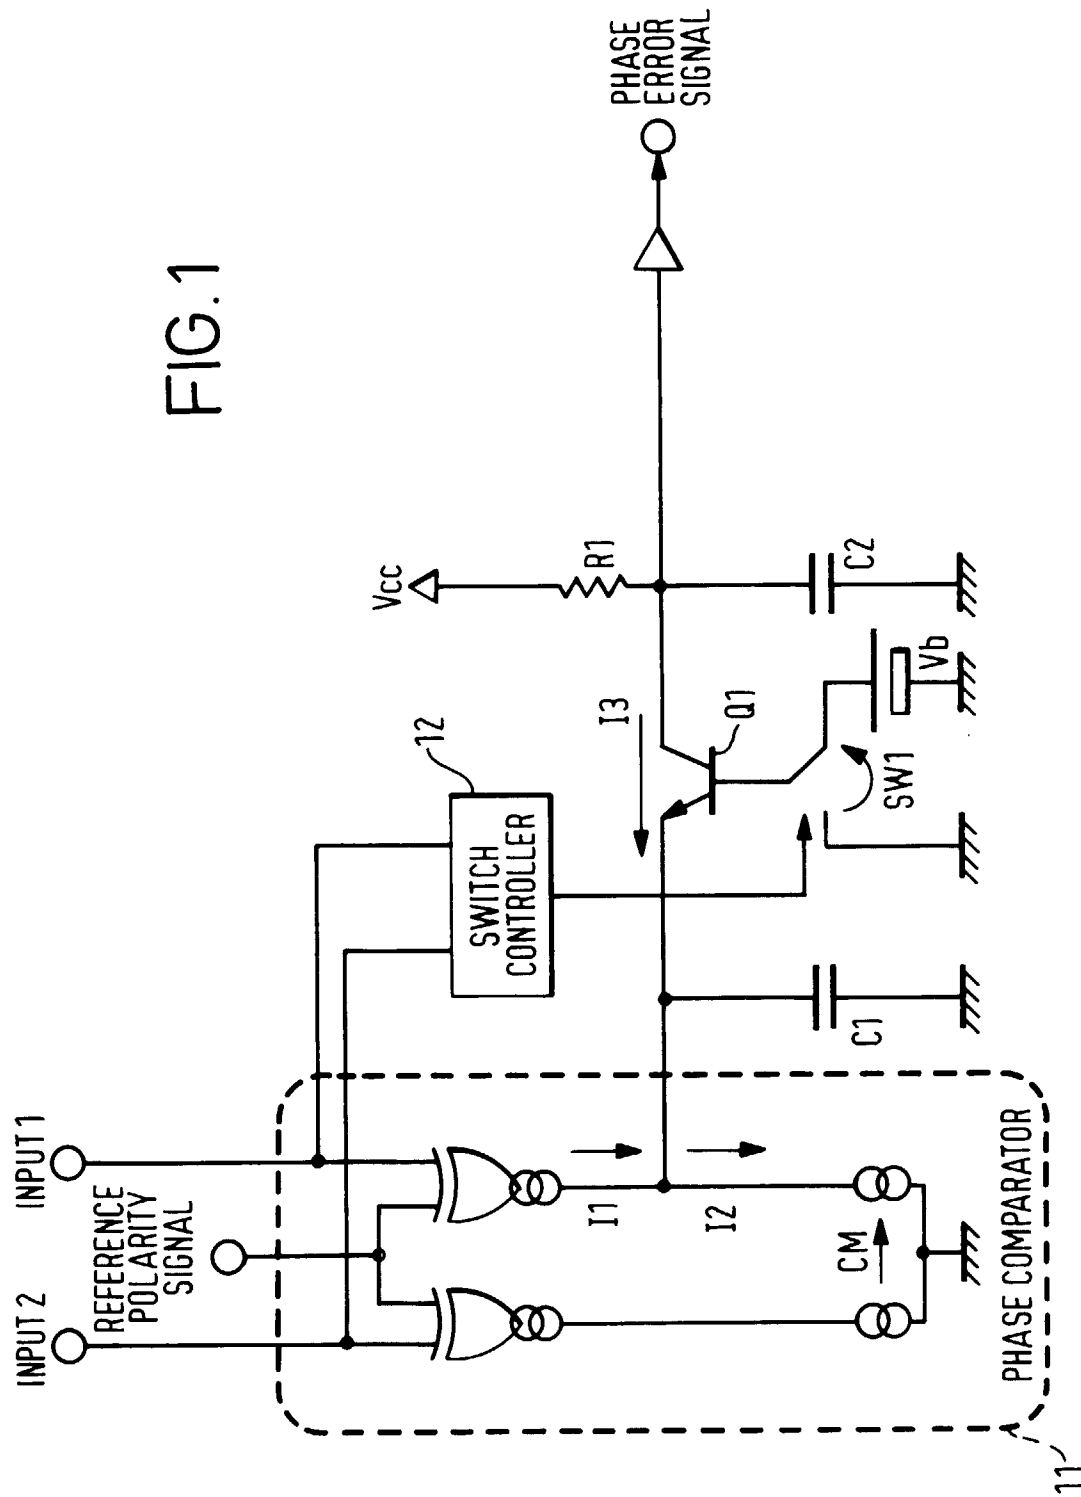 FIG. 1
INPUT 1
INPUT 2
REFERENCE
POLARITY
SIGNAL
SWITCH
CONTROLLER
12
Vcc
R1
PHASE
ERROR
SIGNAL
I3
Q1
I1
I2
CM
C1
SW1
Vb
C2
PHASE COMPARATOR
11